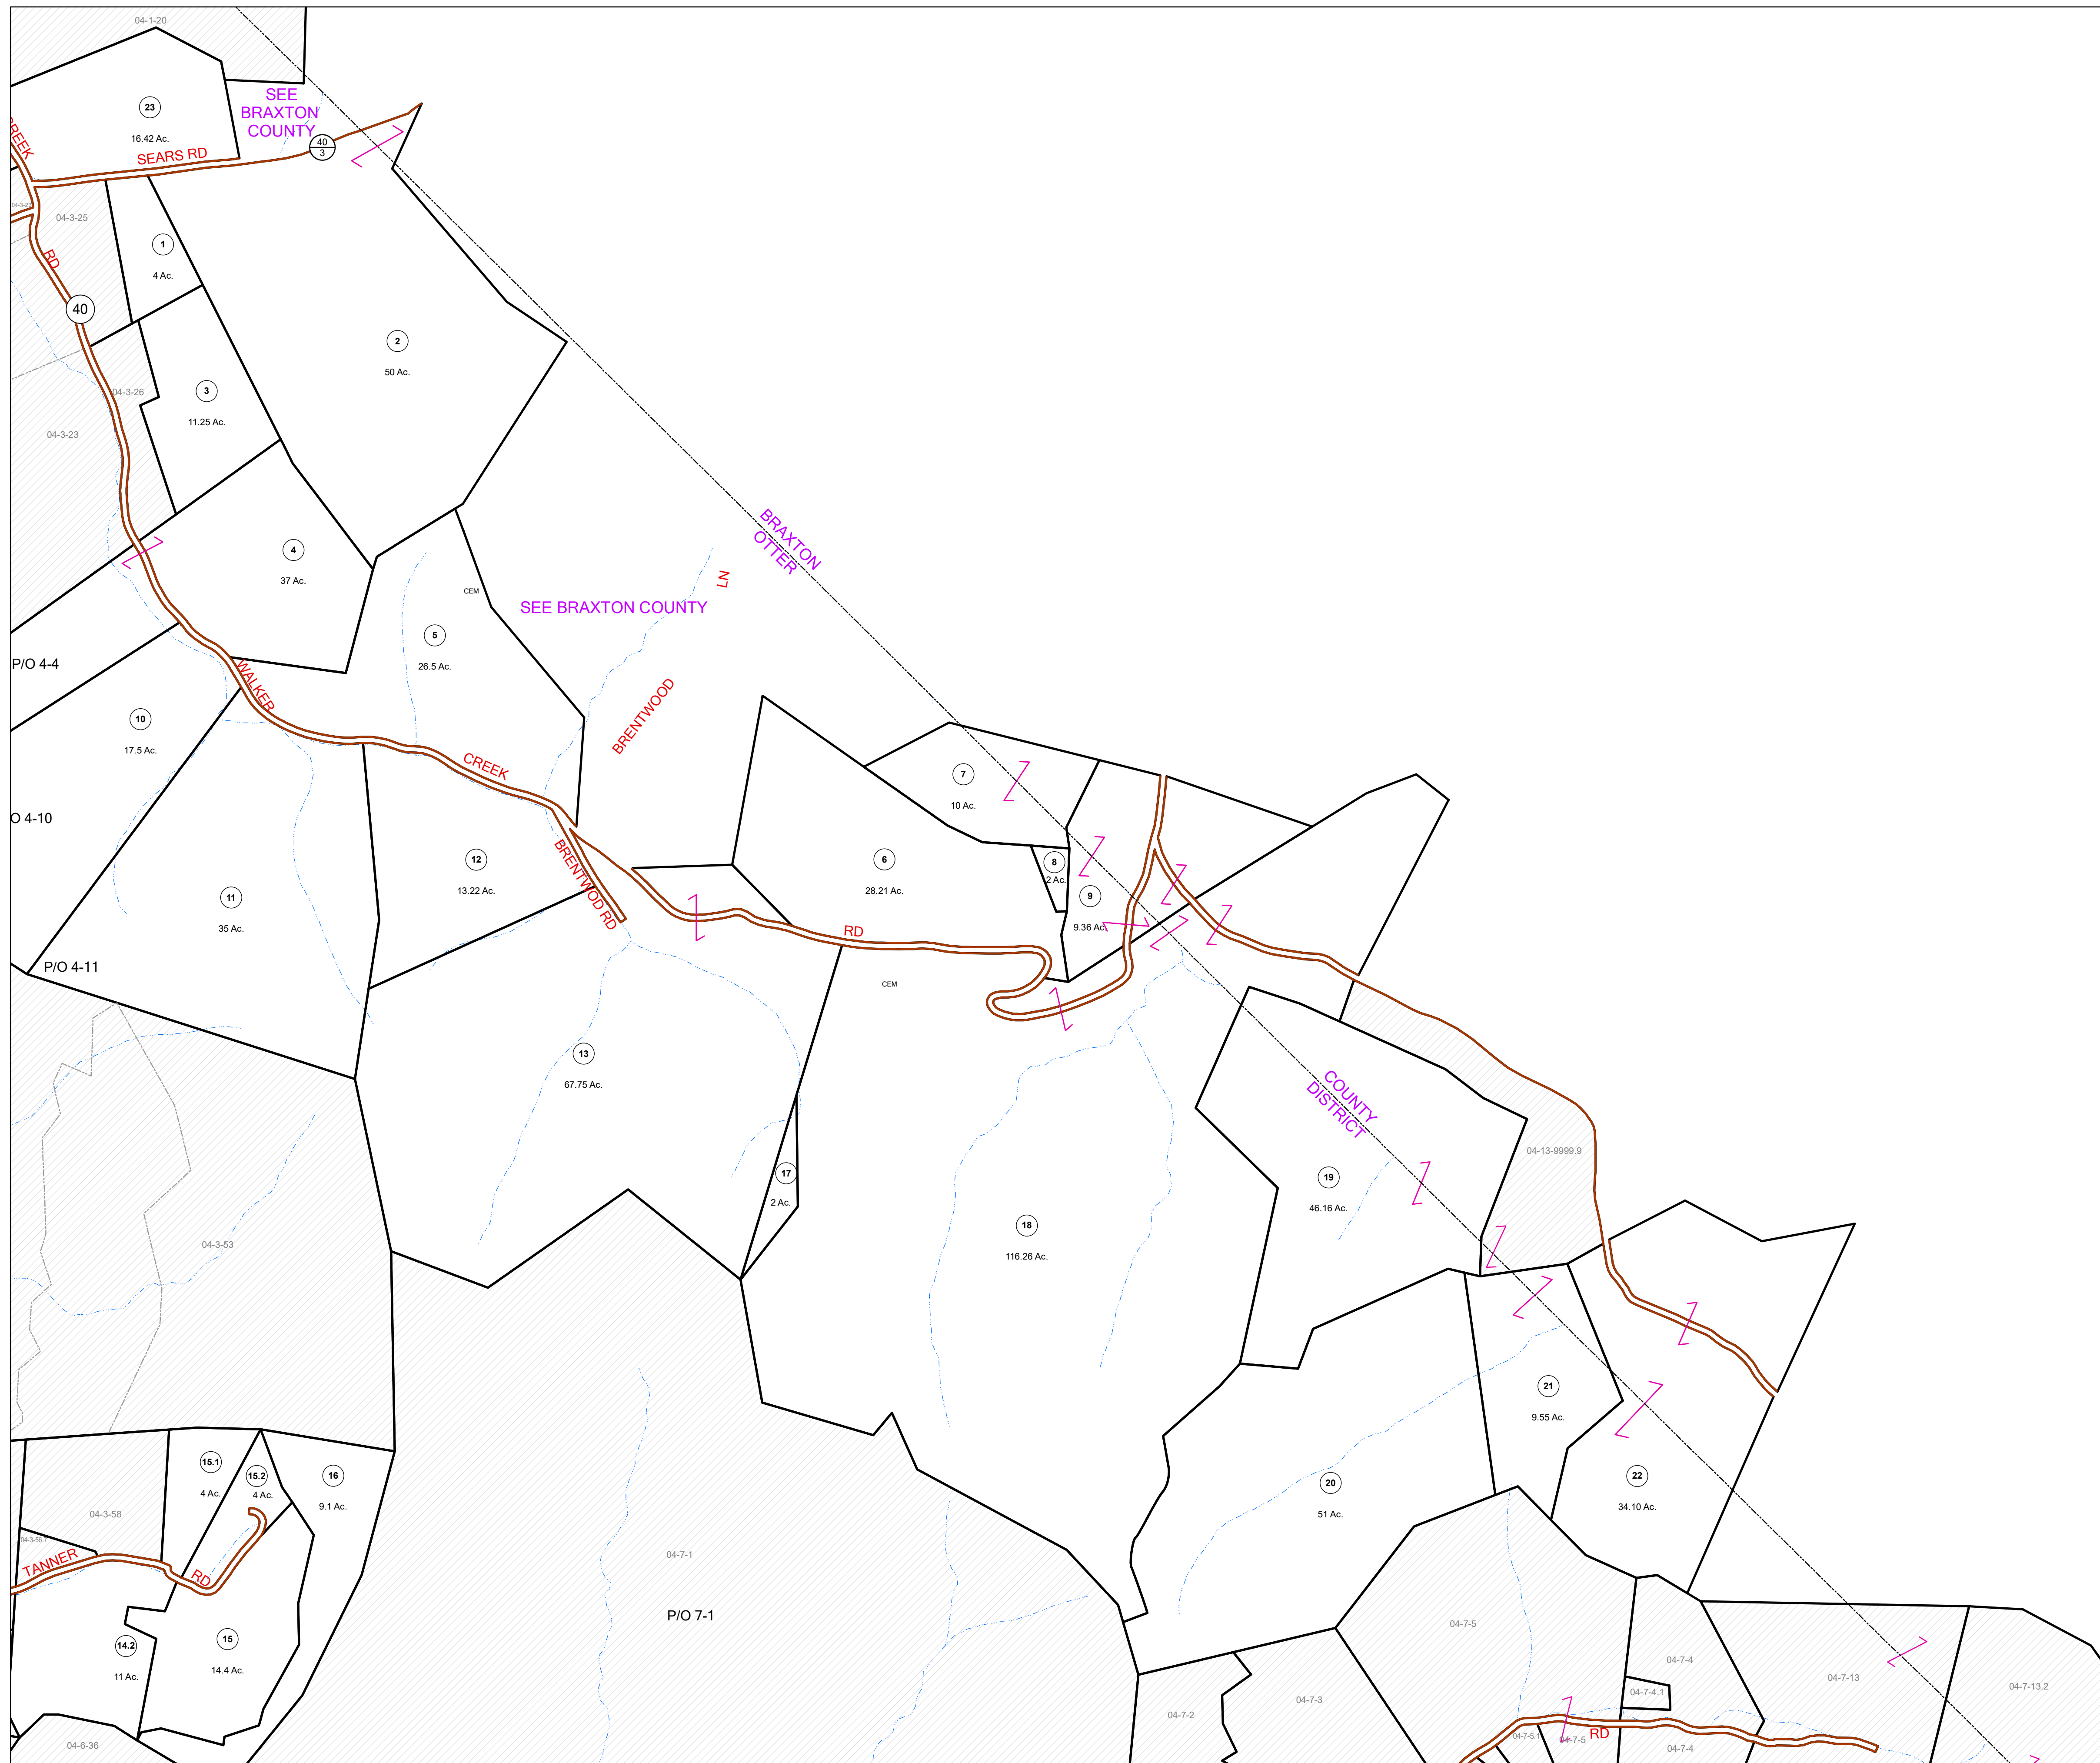 04-1-20
SEE
BRAXTON
COUNTY
23
16.42 Ac.
40
3
CREEK
SEARS RD
04-3-25
1
4 Ac.
RD
40
2
50 Ac.
04-3-26
3
11.25 Ac.
04-3-23
BRAXTON
OTTER
4
37 Ac.
CEM
LN
SEE BRAXTON COUNTY
5
26.5 Ac.
P/O 4-4
WALKER
BRENTWOOD
10
17.5 Ac.
CREEK
7
10 Ac.
O 4-10
12
13.22 Ac.
BRENTWOD RD
6
28.21 Ac.
8
2 Ac.
9
9.36 Ac.
11
35 Ac.
RD
P/O 4-11
CEM
13
67.75 Ac.
COUNTY
DISTRICT
04-13-9999.9
17
2 Ac.
19
46.16 Ac.
18
116.26 Ac.
04-3-53
21
9.55 Ac.
15.1
4 Ac.
15.2
4 Ac.
16
9.1 Ac.
20
51 Ac.
22
34.10 Ac.
04-3-58
04-3-56.1
TANNER
RD
04-7-1
P/O 7-1
04-7-5
14.2
11 Ac.
15
14.4 Ac.
04-7-4
04-7-13
04-7-13.2
04-7-4.1
04-7-3
04-7-2
04-7-5.1
04-7-5
RD
04-6-36
04-7-4